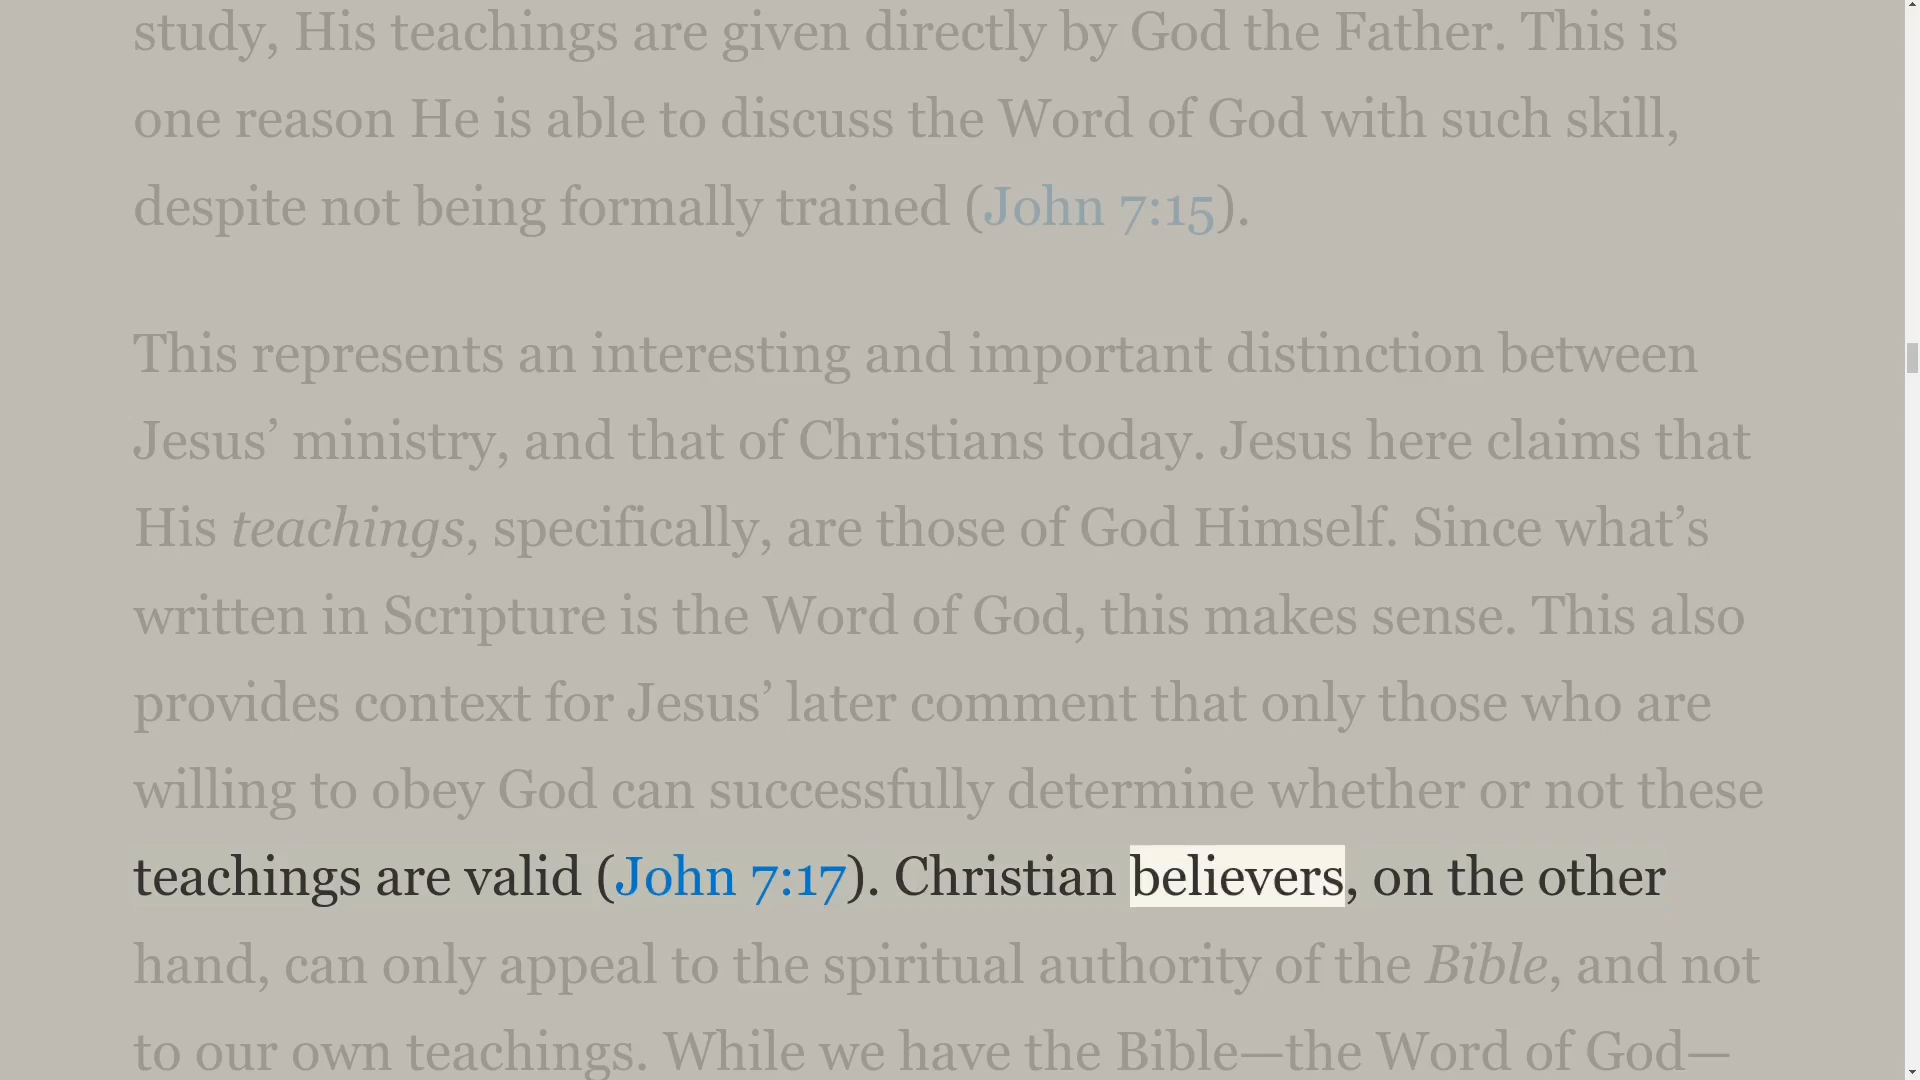 study, His teachings are given directly by God the Father. This is
one reason He is able to discuss the Word of God with such skill,
despite not being formally trained (John 7:15).
This represents an interesting and important distinction between
Jesus’ ministry, and that of Christians today. Jesus here claims that
His teachings, specifically, are those of God Himself. Since what’s
written in Scripture is the Word of God, this makes sense. This also
provides context for Jesus’ later comment that only those who are
willing to obey God can successfully determine whether or not these
teachings are valid (John 7:17). Christian believers, on the other
hand, can only appeal to the spiritual authority of the Bible, and not
to our own teachings. While we have the Bible—the Word of God—